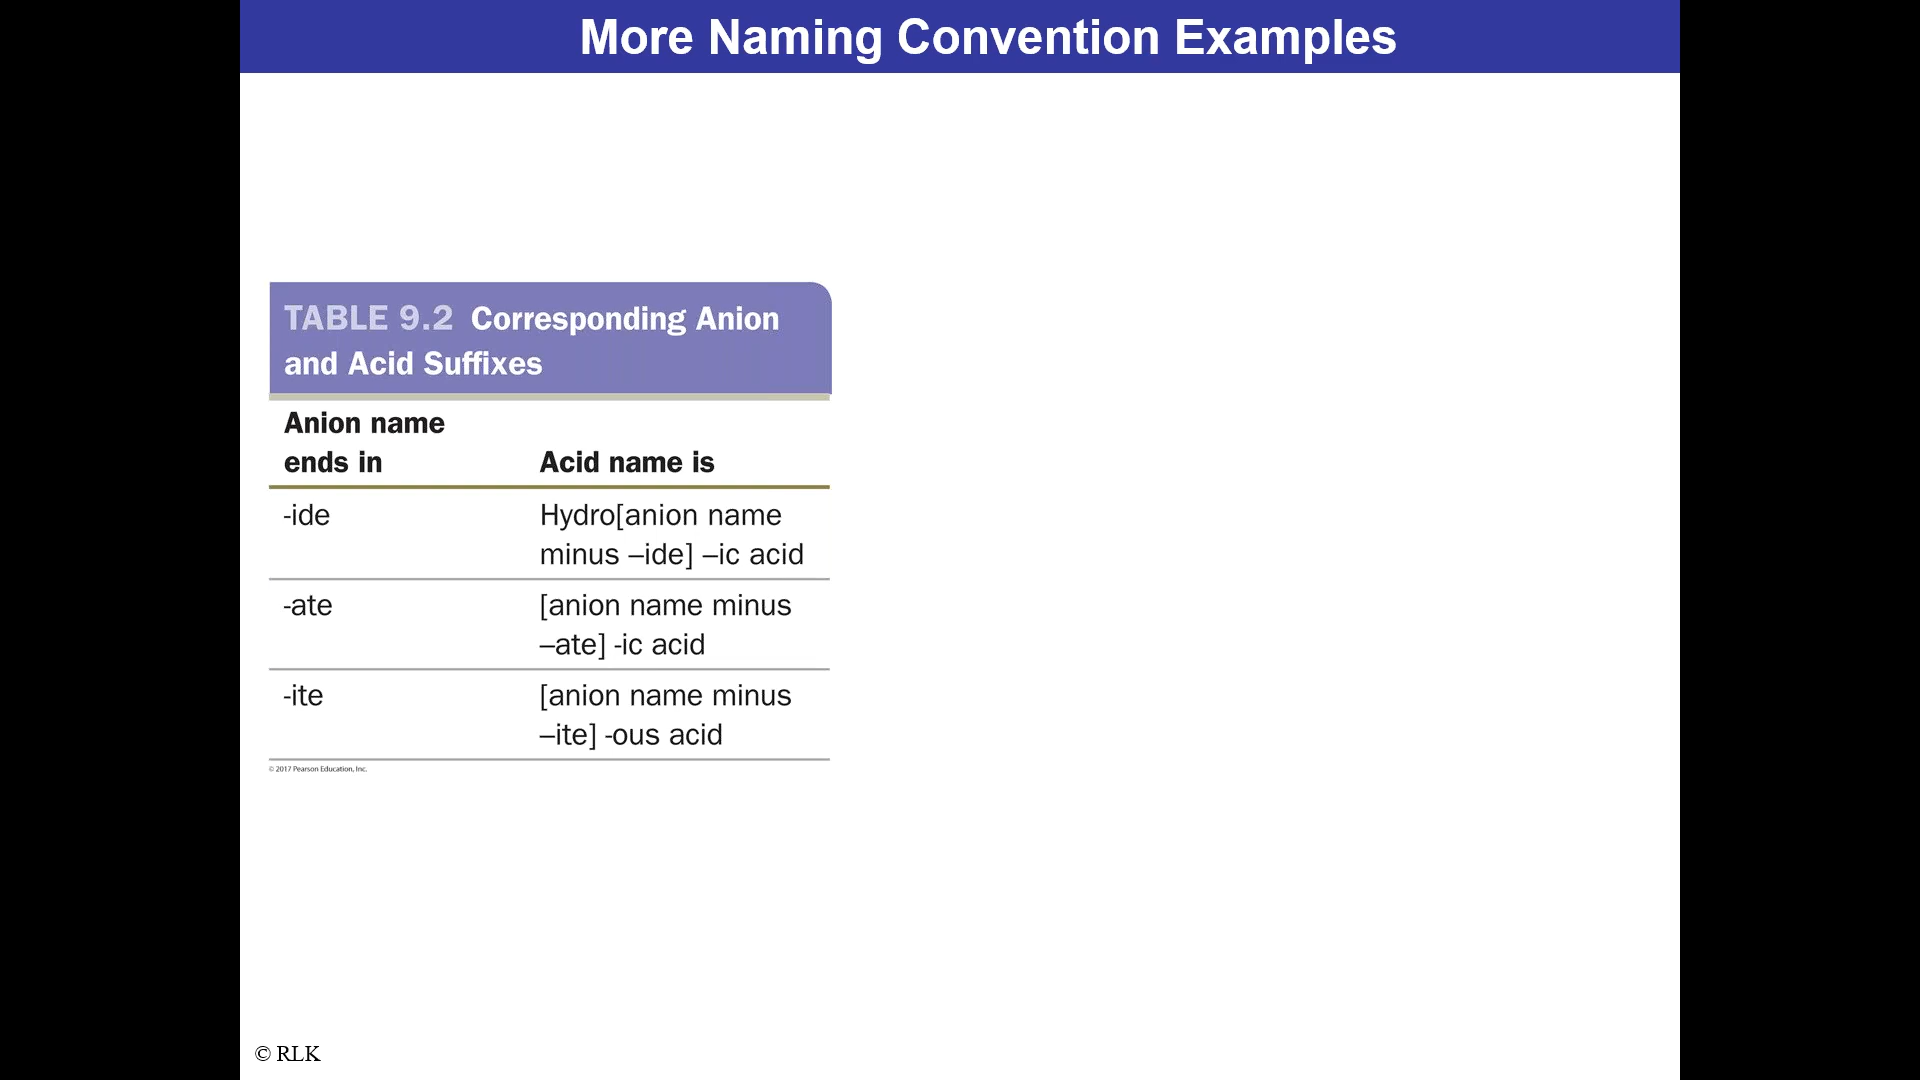 More Naming Convention Examples
TABLE 9.2 Corresponding Anion
and Acid Suffixes
Anion name
ends in
Acid name is
-ide
Hydro[anion name
minus –ide] –ic acid
-ate
[anion name minus
–ate] -ic acid
-ite
[anion name minus
–ite] -ous acid
© 2017 Pearson Education, Inc.
© RLK